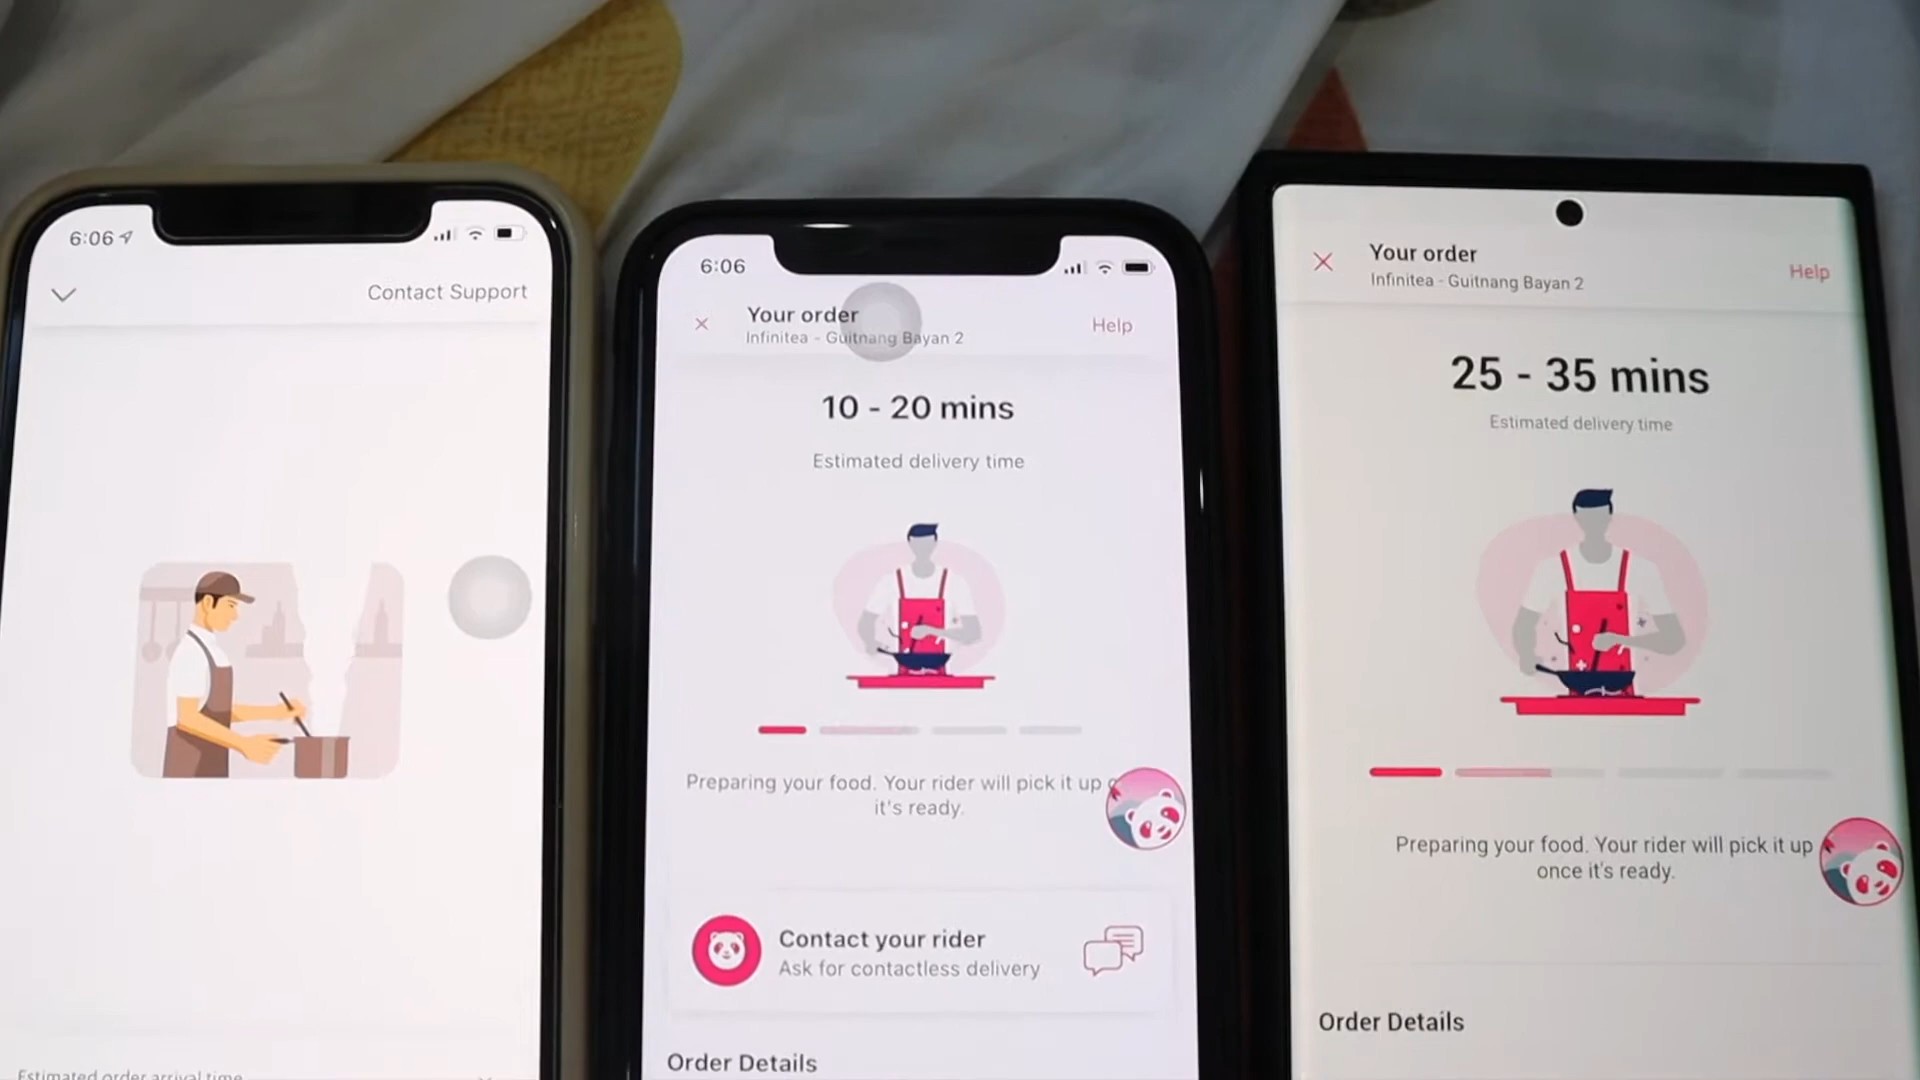 6:06
Contact Support
Estimated order arrival time
6:06
Your order
Infinitea - Guitnang Bayan 2
Help
10 - 20 mins
Estimated delivery time
Preparing your food. Your rider will pick it up
it's ready.
Contact your rider
Ask for contactless delivery
Order Details
Your order
Infinitea - Guitnang Bayan 2
Help
25 - 35 mins
Estimated delivery time
Preparing your food. Your rider will pick it up
once it's ready.
Order Details